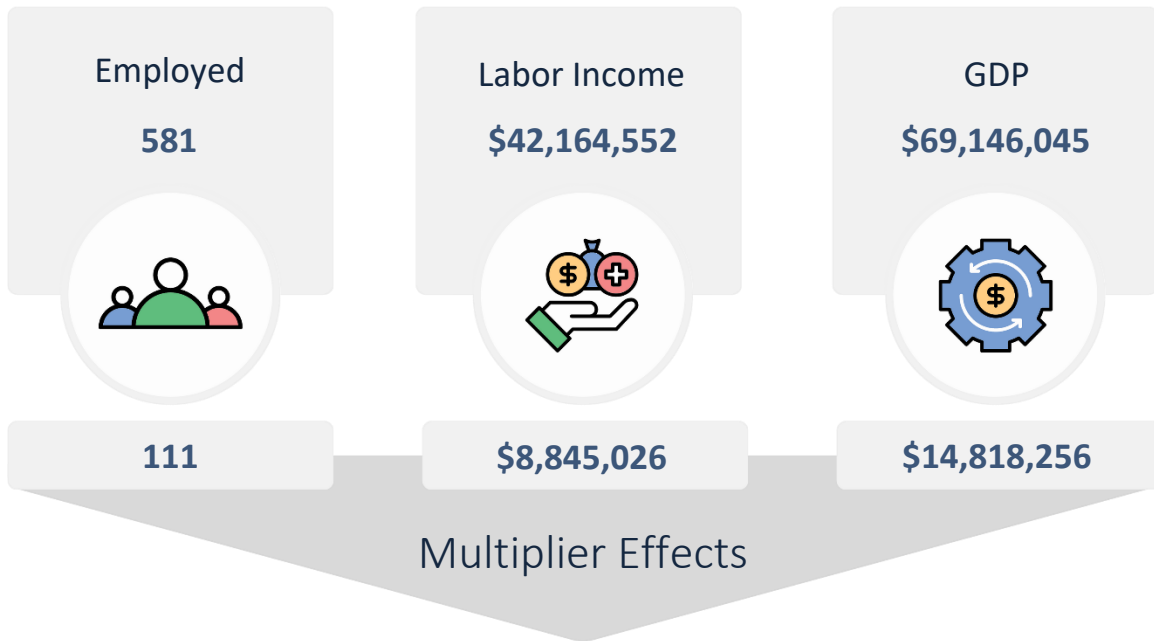 Employed
581
Labor Income
$42,164,552
GDP
$69,146,045
$
$
111
$8,845,026
$14,818,256
Multiplier Effects